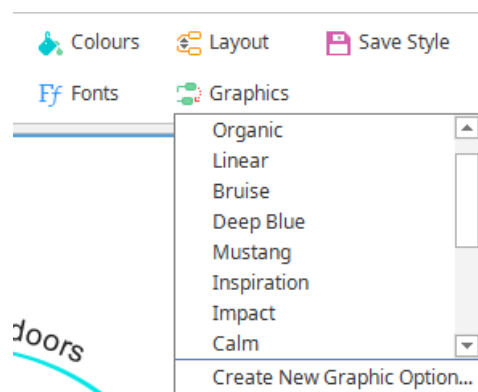 Colours Layout Save Style
Ff Fonts Graphics
Organic
Linear
Bruise
Deep Blue
Mustang
Inspiration
Impact
Calm
Create New Graphic Option...
doors